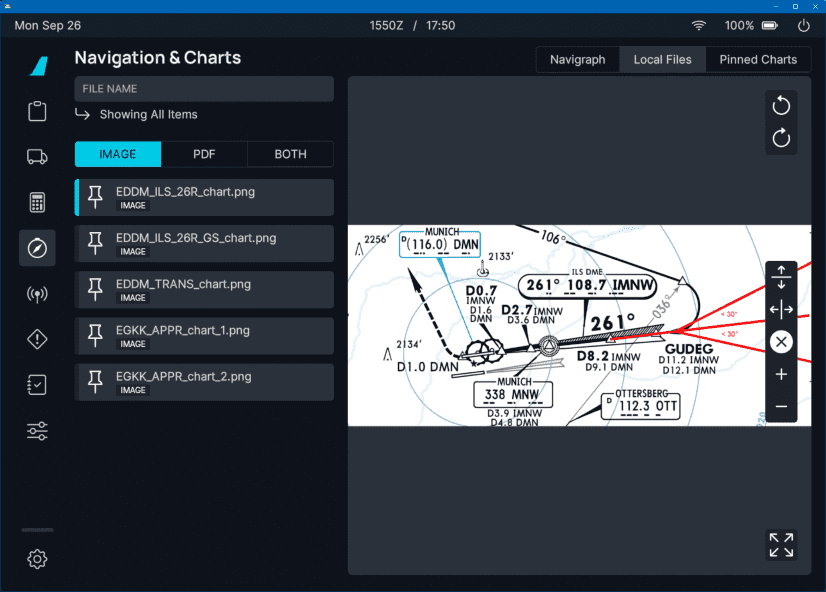 Mon Sep 26
1550Z / 17:50
100%
Navigation & Charts
Navigraph
Local Files
Pinned Charts
FILE NAME
Showing All Items
IMAGE
PDF
BOTH
EDDM_ILS_26R_chart.png
IMAGE
EDDM_ILS_26R_GS_chart.png
IMAGE
EDDM_TRANS_chart.png
IMAGE
EGKK_APPR_chart_1.png
IMAGE
EGKK_APPR_chart_2.png
IMAGE
2256'
MUNICH
D(116.0) DMN
2133'
106°
ILS DME
261° 108.7 IMNW
D0.7
IMNW
D1.6
DMN
D2.7 IMNW
D3.6 DMN
261°
036°
< 30°
< 30°
2134'
D1.0 DMN
D8.2 IMNW
D9.1 DMN
GUDEG
D11.2 IMNW
D12.1 DMN
MUNICH
338 MNW
D3.9 IMNW
D4.8 DMN
OTTERSBERG
D 112.3 OTT
220